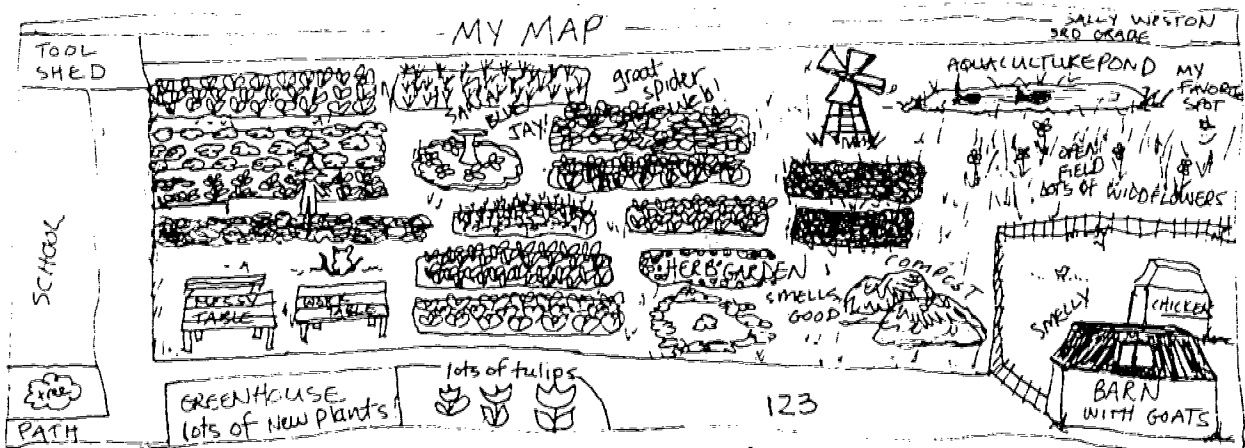 MY MAP
SALLY WESTON
3RD GRADE
TOOL
SHED
great
spider
web!
SAW A
BLUE
JAY!
AQUACULTURE POND
MY
FAVORITE
SPOT
OPEN
FIELD
LOTS OF WILDFLOWERS
SCHOOL
MESSY
TABLE
WORK
TABLE
HERB GARDEN
SMELLS
GOOD
COMPOST
SMELLY
CHICKENS
BARN
WITH GOATS
tree
PATH
GREENHOUSE
lots of New plants!
lots of tulips
123